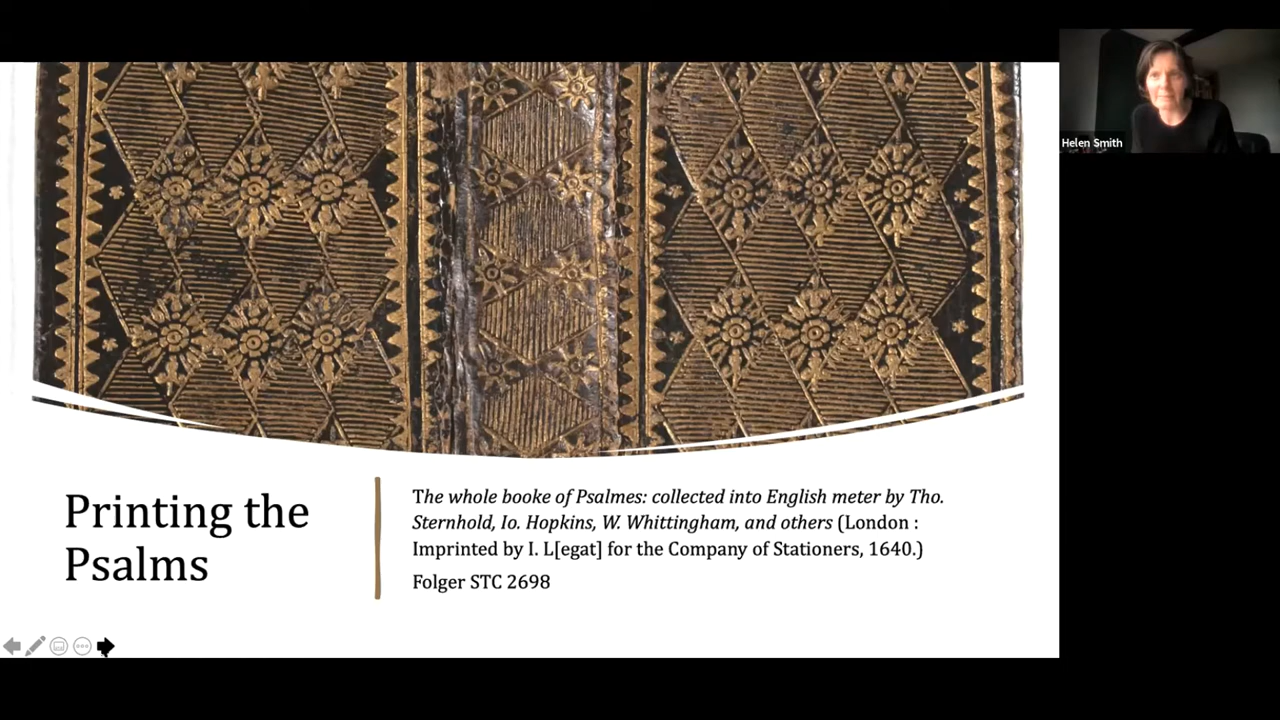 Helen Smith
Printing the
Psalms
The whole booke of Psalmes: collected into English meter by Tho.
Sternhold, Io. Hopkins, W. Whittingham, and others (London :
Imprinted by I. L[egat] for the Company of Stationers, 1640.)
Folger STC 2698